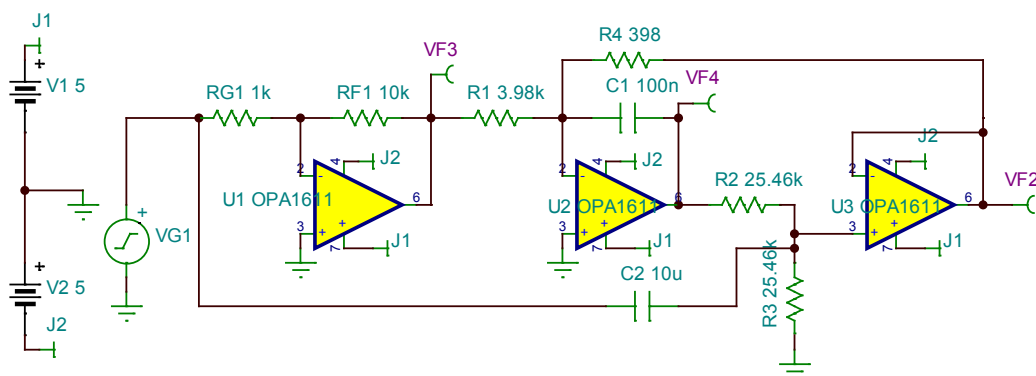 J1
V1 5
+
V2 5
+
J2
VG1
+
RG1 1k
RF1 10k
VF3
R1 3.98k
R4 398
C1 100n
VF4
2
-
4
J2
U1 OPA1611
6
3
+
+
7
J1
2
-
4
J2
U2 OPA1611
6
3
+
+
7
J1
R2 25.46k
C2 10u
R3 25.46k
2
-
4
J2
U3 OPA1611
6
VF2
3
+
+
7
J1